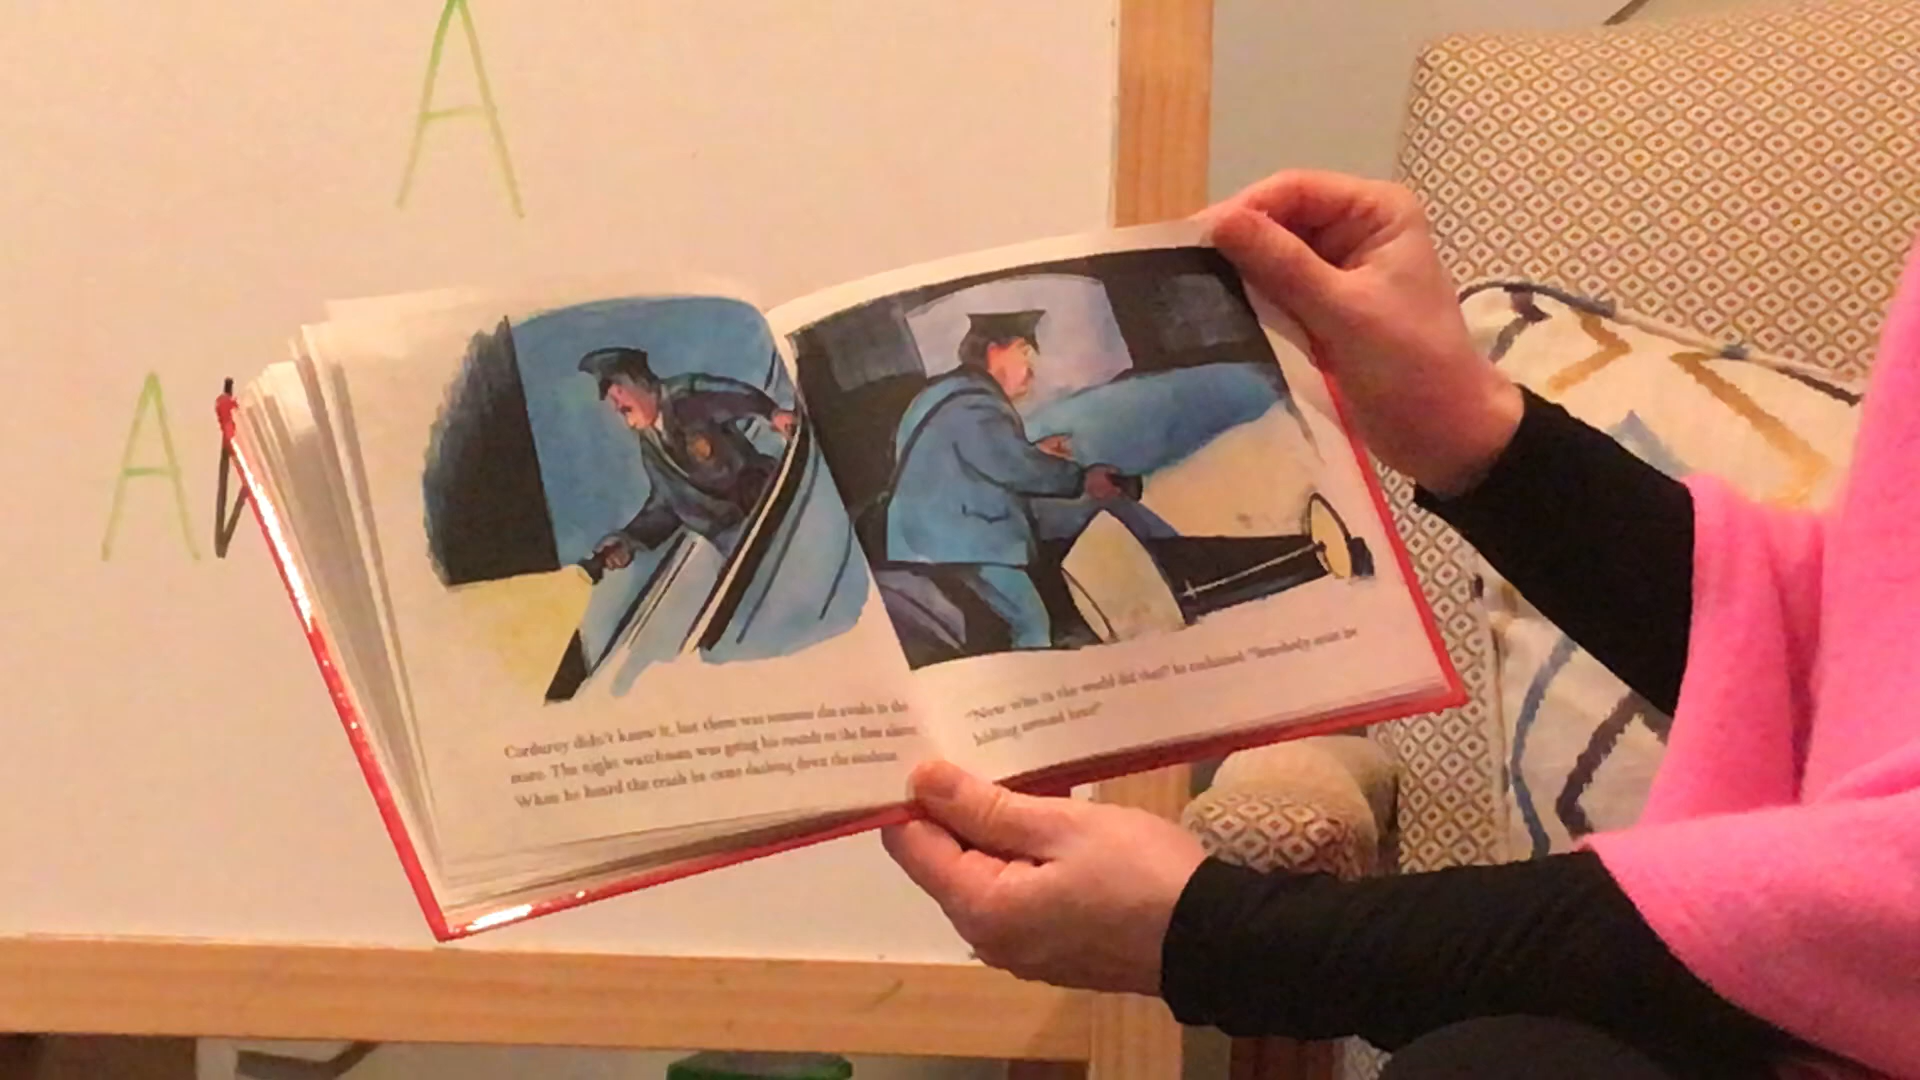 A
A
Corduroy didn't know it, but there was someone else awake in the
store. The night watchman was going his rounds on the floor above.
When he heard the crash he came dashing down the escalator.
"Now who in the world did that!" he exclaimed. "Somebody must be
hiding around here!"